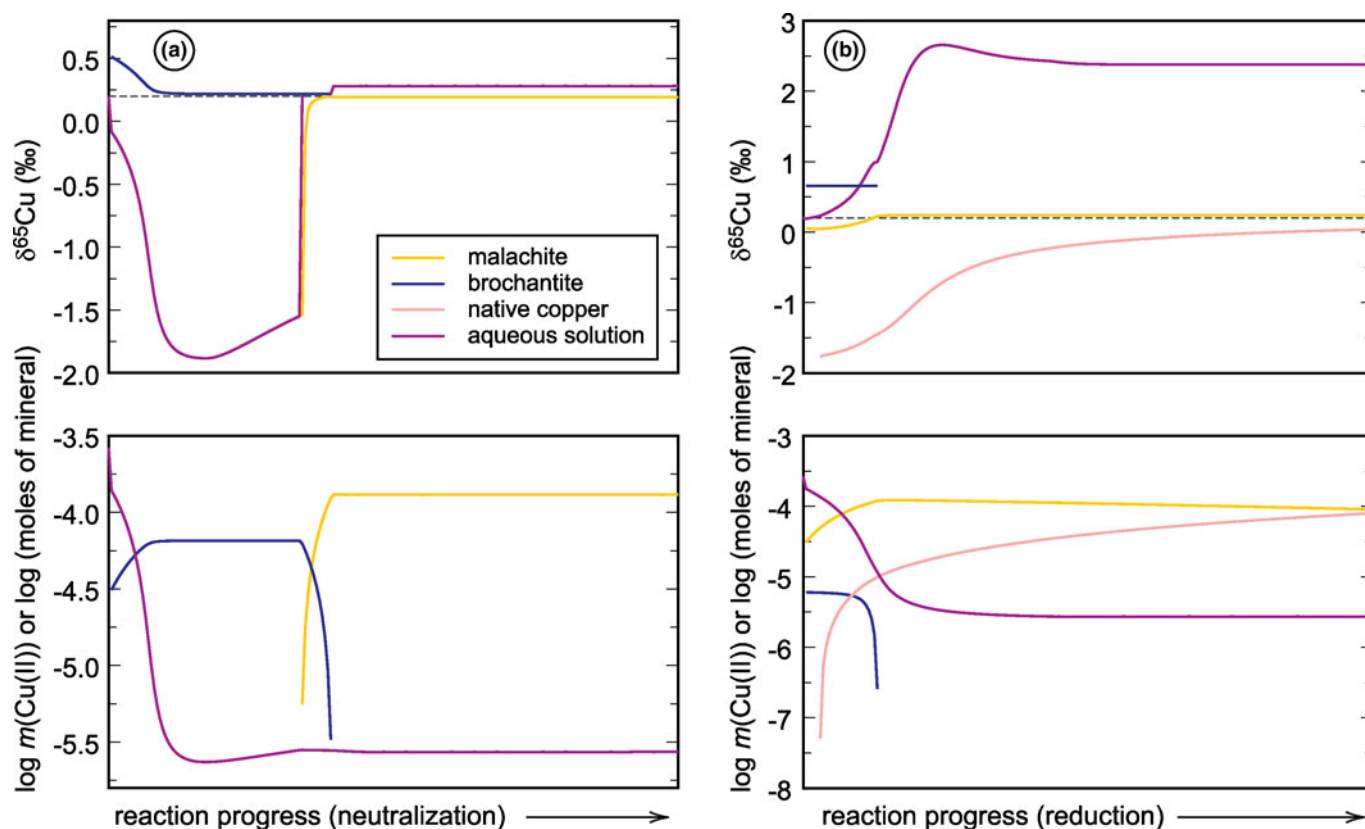 (a)
δ⁶⁵Cu (‰)
0.5
0.0
-0.5
-1.0
-1.5
-2.0
malachite
brochantite
native copper
aqueous solution
(b)
δ⁶⁵Cu (‰)
3
2
1
0
-1
-2
log m(Cu(II)) or log (moles of mineral)
-3.5
-4.0
-4.5
-5.0
-5.5
reaction progress (neutralization)
log m(Cu(II)) or log (moles of mineral)
-3
-4
-5
-6
-7
-8
reaction progress (reduction)